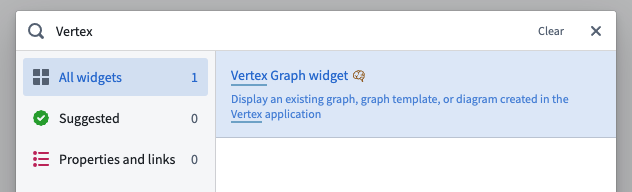 Vertex
Clear
All widgets 1
Vertex Graph widget
Display an existing graph, graph template, or diagram created in the
Vertex application
Suggested 0
Properties and links 0